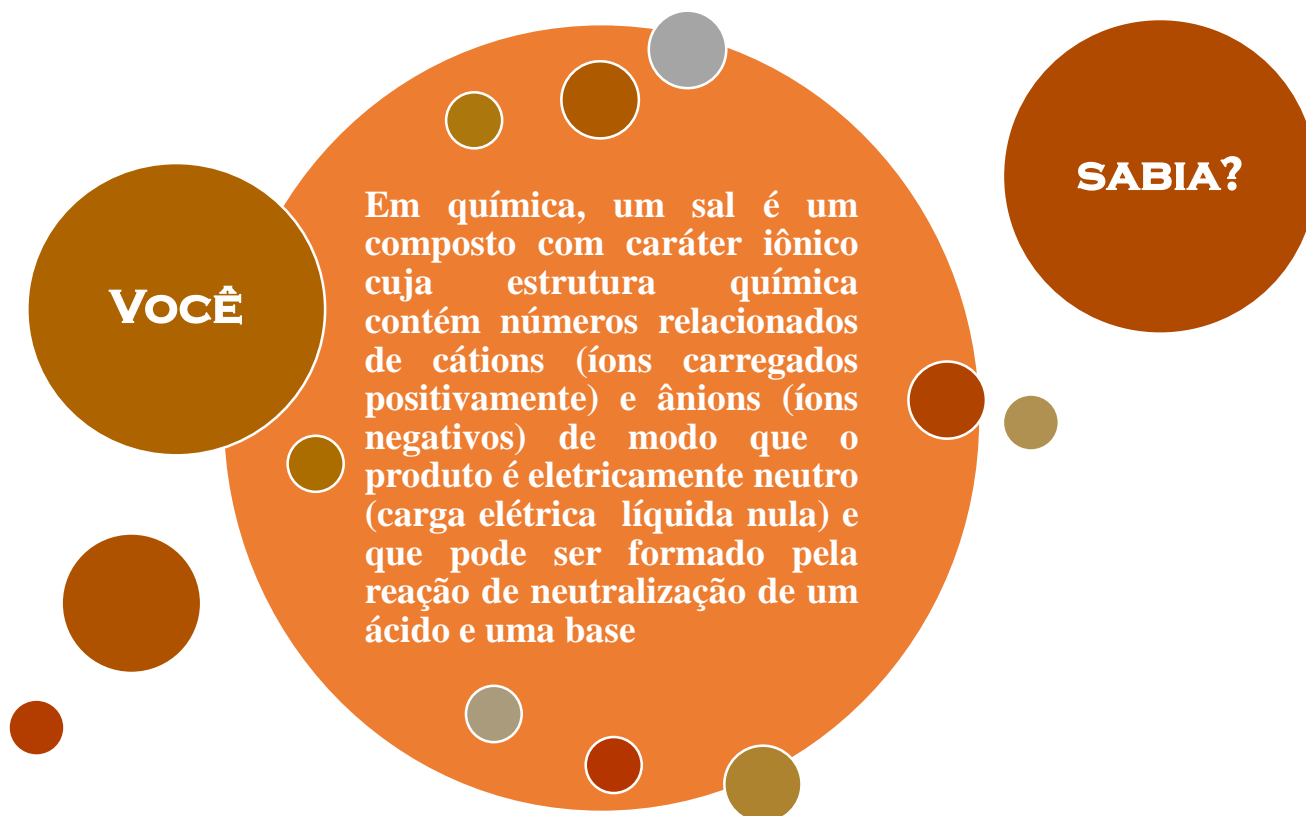 Você
sabia?
Em química, um sal é um
composto com caráter iônico
cuja estrutura química
contém números relacionados
de cátions (íons carregados
positivamente) e ânions (íons
negativos) de modo que o
produto é eletricamente neutro
(carga elétrica líquida nula) e
que pode ser formado pela
reação de neutralização de um
ácido e uma base